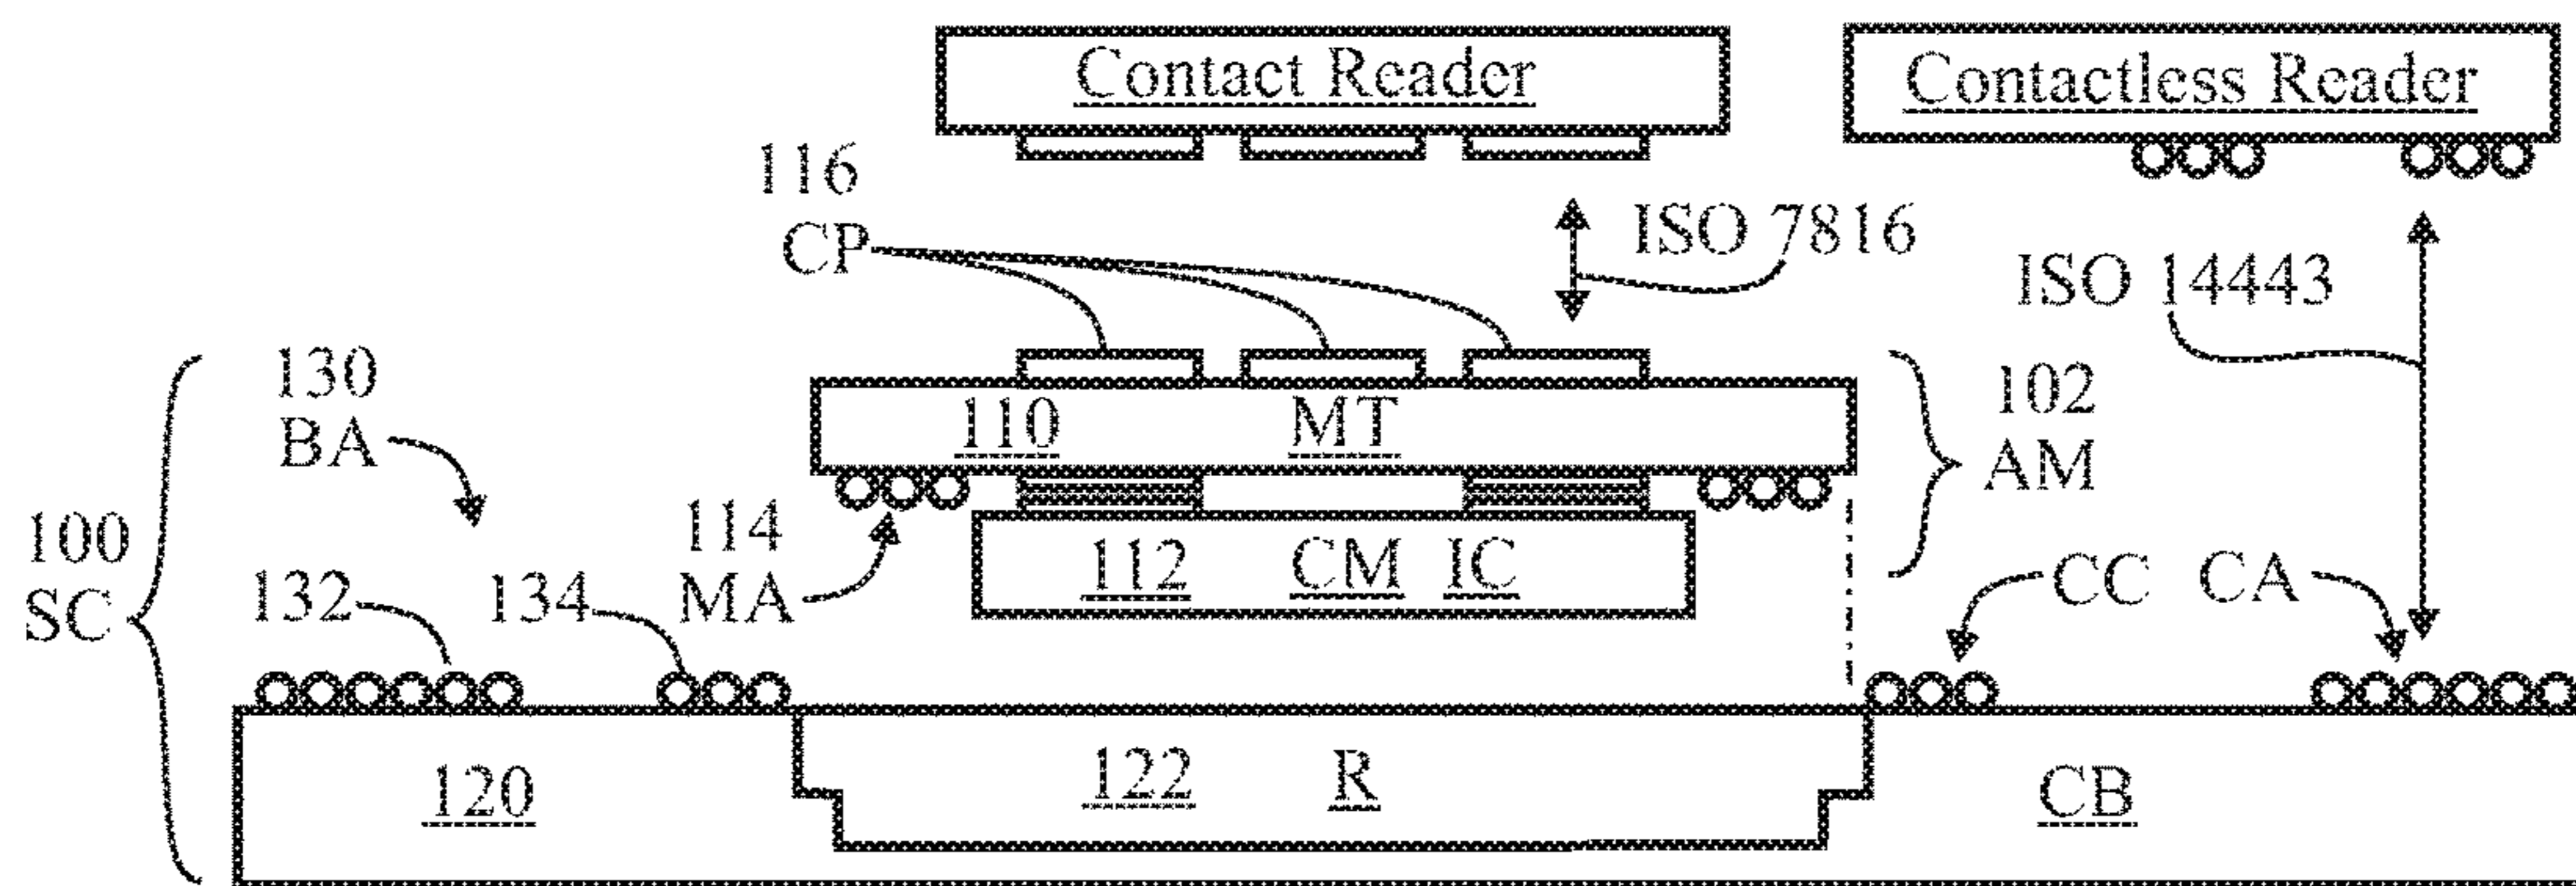 Contact Reader
Contactless Reader
116
CP
ISO 7816
ISO 14443
130
BA
102
AM
110 MT
100
SC
114
MA
112 CM IC
CC CA
132
134
120
122 R
CB